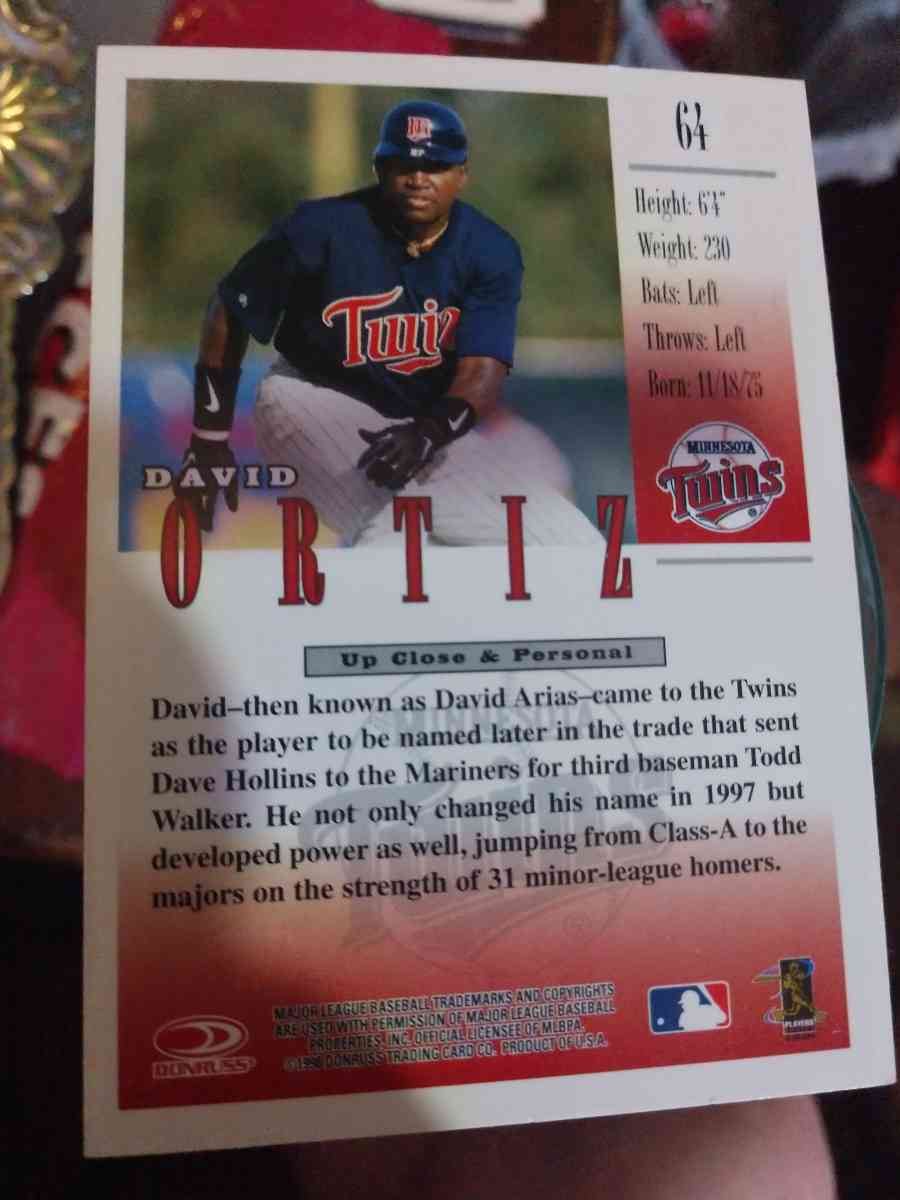 64
Height: 6'4"
Weight: 230
Bats: Left
Throws: Left
Born: 11/18/75
MINNESOTA
Twins
Twins
DAVID
ORTIZ
Up Close & Personal
David–then known as David Arias–came to the Twins
as the player to be named later in the trade that sent
Dave Hollins to the Mariners for third baseman Todd
Walker. He not only changed his name in 1997 but
developed power as well, jumping from Class-A to the
majors on the strength of 31 minor-league homers.
MINNESOTA
Twins
DONRUSS
MAJOR LEAGUE BASEBALL TRADEMARKS AND COPYRIGHTS
ARE USED WITH PERMISSION OF MAJOR LEAGUE BASEBALL
PROPERTIES, INC. OFFICIAL LICENSEE OF MLBPA.
©1998 DONRUSS TRADING CARD CO. PRODUCT OF U.S.A.
PLAYERS